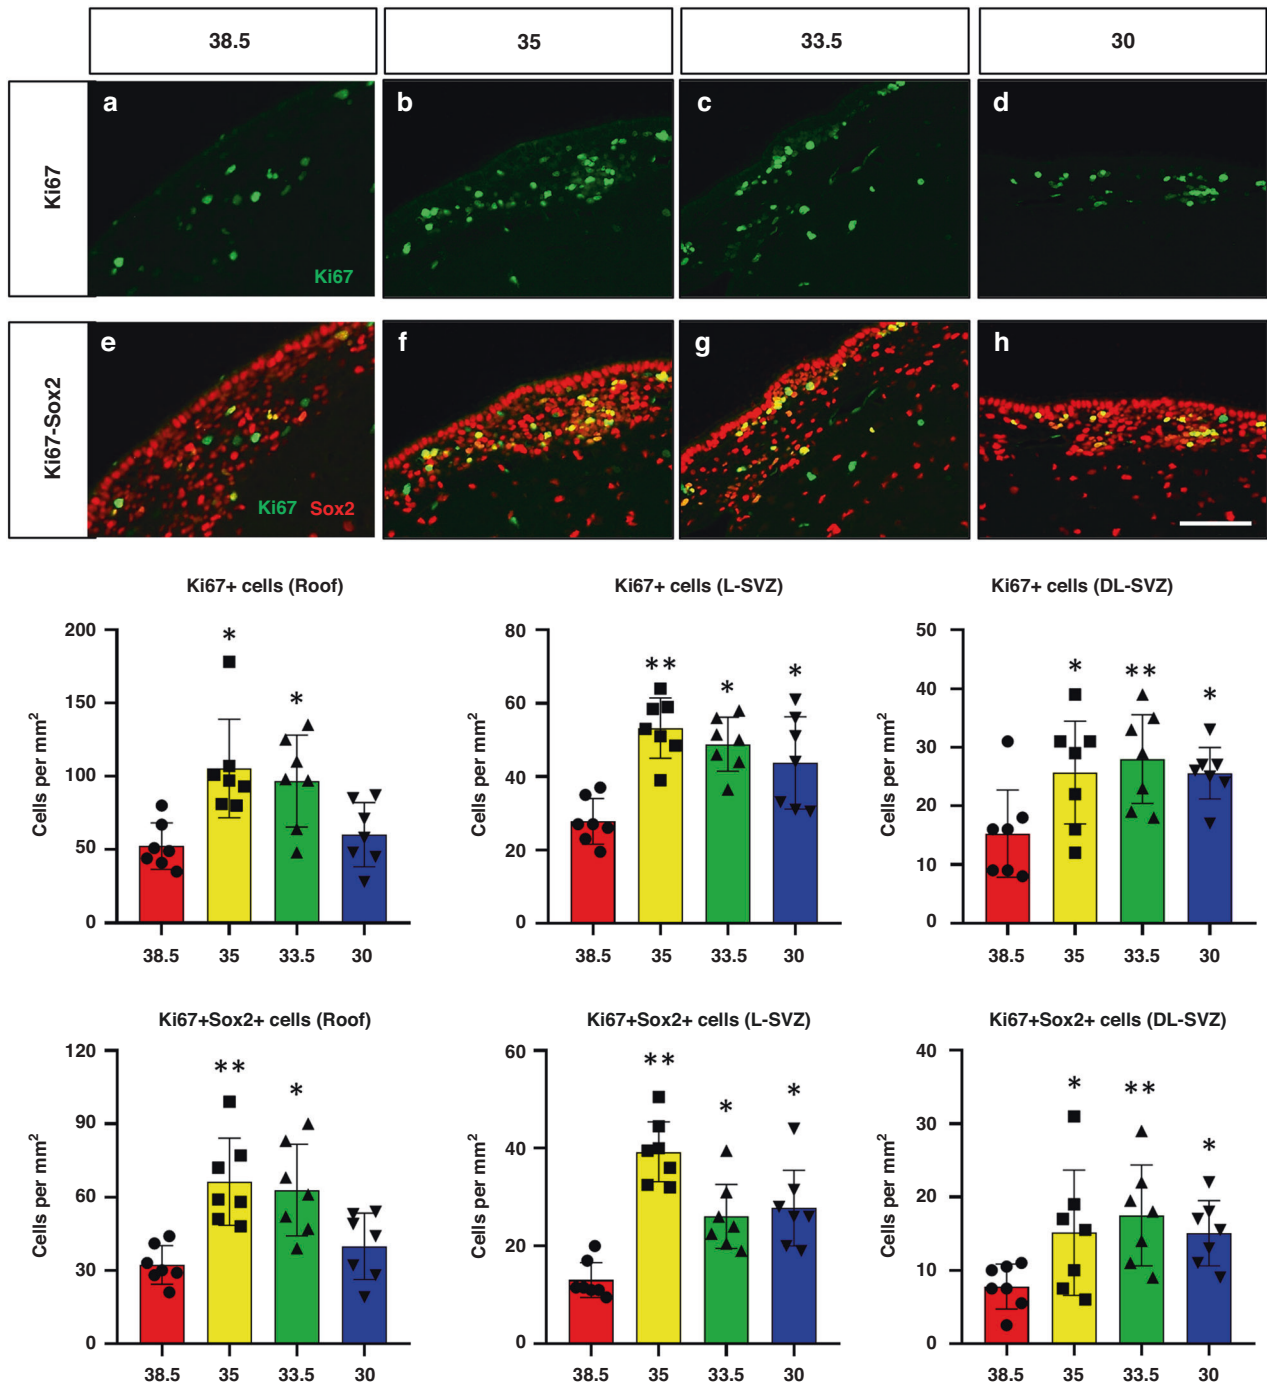 38.5 35 33.5 30
Ki67
a b c d
Ki67
Ki67-Sox2
e f g h
Ki67 Sox2
Ki67+ cells (Roof)
Cells per mm²
200
150
100
50
0
* *
38.5 35 33.5 30
Ki67+ cells (L-SVZ)
Cells per mm²
80
60
40
20
0
** * *
38.5 35 33.5 30
Ki67+ cells (DL-SVZ)
Cells per mm²
50
40
30
20
10
0
* ** *
38.5 35 33.5 30
Ki67+Sox2+ cells (Roof)
Cells per mm²
120
90
60
30
0
** *
38.5 35 33.5 30
Ki67+Sox2+ cells (L-SVZ)
Cells per mm²
60
40
20
0
** * *
38.5 35 33.5 30
Ki67+Sox2+ cells (DL-SVZ)
Cells per mm²
40
30
20
10
0
* ** *
38.5 35 33.5 30